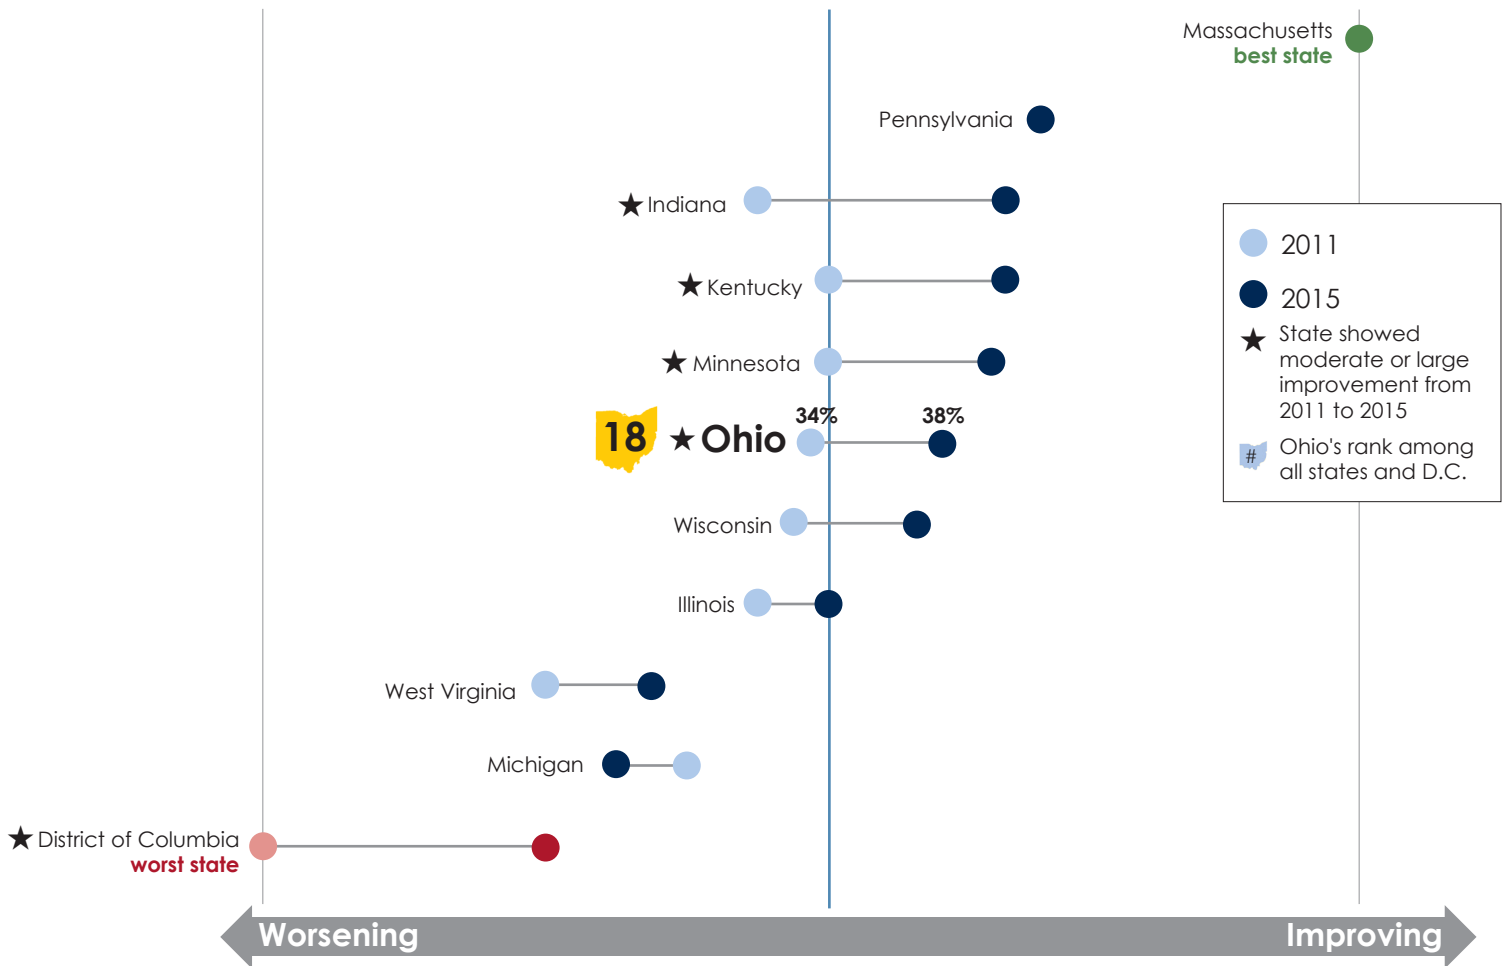 Massachusetts
best state
Pennsylvania
Indiana
Kentucky
Minnesota
34%
38%
18
Ohio
Wisconsin
Illinois
West Virginia
Michigan
District of Columbia
worst state
2011
2015
State showed
moderate or large
improvement from
2011 to 2015
#
Ohio's rank among
all states and D.C.
Worsening
Improving